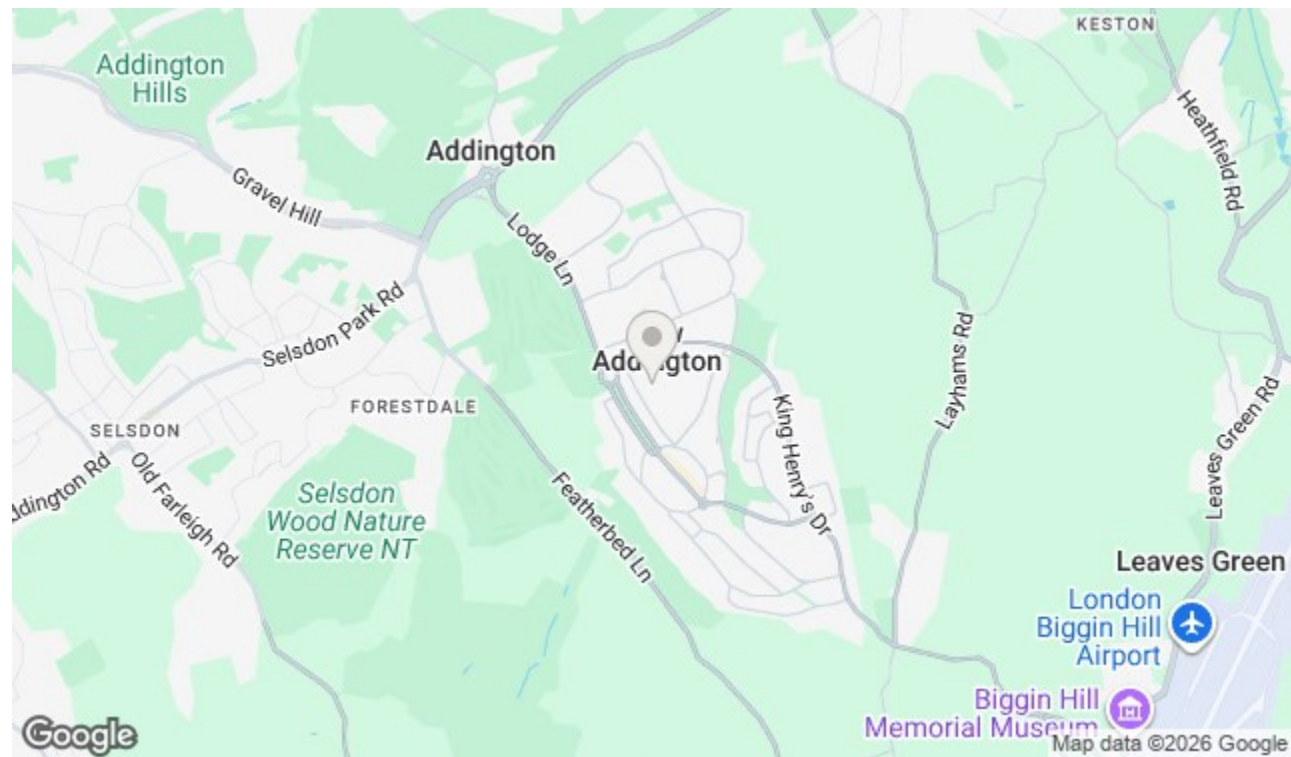 KESTON
Addington
Hills
Heathfield Rd
Addington
Gravel Hill
Lodge Ln
Selsdon Park Rd
Addington
Layhams Rd
King Henry's Dr
Leaves Green Rd
FORESTDALE
SELSDON
Old Farleigh Rd
Selsdon
Wood Nature
Reserve NT
Featherbed Ln
Leaves Green
London
Biggin Hill
Airport
Biggin Hill
Memorial Museum
Google
Map data ©2026 Google